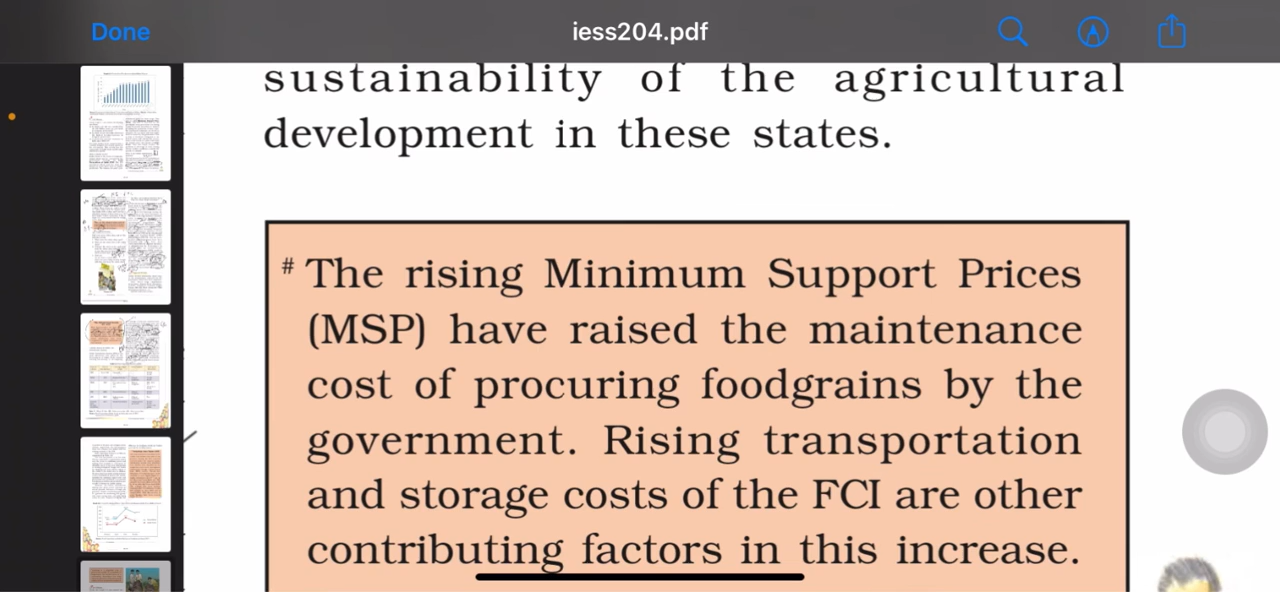 Done
iess204.pdf
sustainability of the agricultural
development in these states.
# The rising Minimum Support Prices
(MSP) have raised the maintenance
cost of procuring foodgrains by the
government. Rising transportation
and storage costs of the FCI are other
contributing factors in this increase.